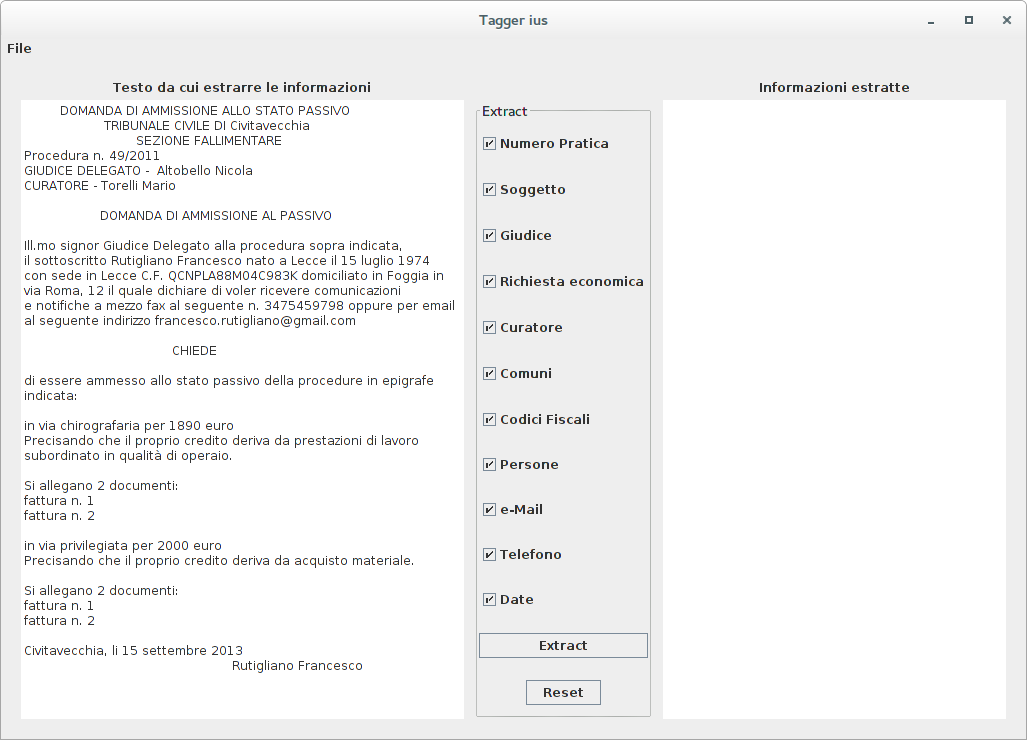 Tagger ius
File
Testo da cui estrarre le informazioni
DOMANDA DI AMMISSIONE ALLO STATO PASSIVO
TRIBUNALE CIVILE DI Civitavecchia
SEZIONE FALLIMENTARE
Procedura n. 49/2011
GIUDICE DELEGATO - Altobello Nicola
CURATORE - Torelli Mario
DOMANDA DI AMMISSIONE AL PASSIVO
Ill.mo signor Giudice Delegato alla procedura sopra indicata,
il sottoscritto Rutigliano Francesco nato a Lecce il 15 luglio 1974
con sede in Lecce C.F. QCNPLA88M04C983K domiciliato in Foggia in
via Roma, 12 il quale dichiare di voler ricevere comunicazioni
e notifiche a mezzo fax al seguente n. 3475459798 oppure per email
al seguente indirizzo francesco.rutigliano@gmail.com
CHIEDE
di essere ammesso allo stato passivo della procedure in epigrafe
indicata:
in via chirografaria per 1890 euro
Precisando che il proprio credito deriva da prestazioni di lavoro
subordinato in qualità di operaio.
Si allegano 2 documenti:
fattura n. 1
fattura n. 2
in via privilegiata per 2000 euro
Precisando che il proprio credito deriva da acquisto materiale.
Si allegano 2 documenti:
fattura n. 1
fattura n. 2
Civitavecchia, li 15 settembre 2013
Rutigliano Francesco
Extract
Numero Pratica
Soggetto
Giudice
Richiesta economica
Curatore
Comuni
Codici Fiscali
Persone
e-Mail
Telefono
Date
Extract
Reset
Informazioni estratte